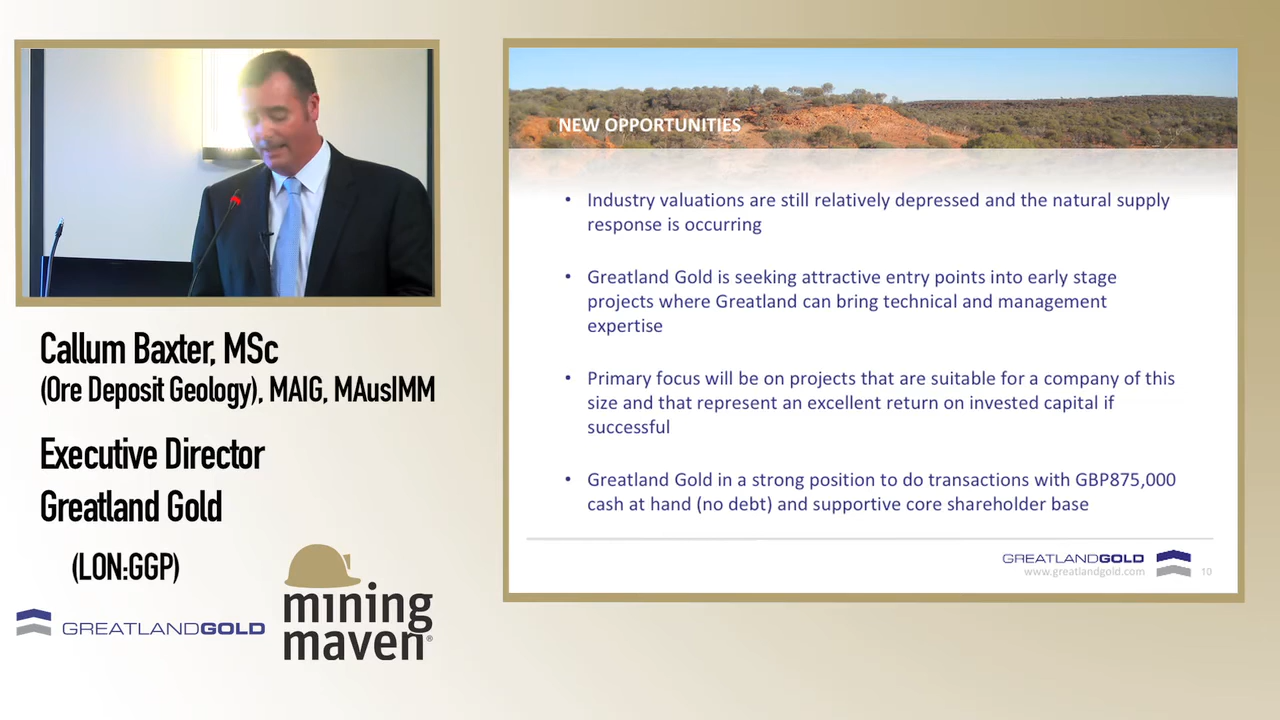 Callum Baxter, MSc
(Ore Deposit Geology), MAIG, MAusIMM
Executive Director
Greatland Gold
(LON:GGP)
GREATLANDGOLD
mining
maven®
NEW OPPORTUNITIES
• Industry valuations are still relatively depressed and the natural supply
response is occurring
• Greatland Gold is seeking attractive entry points into early stage
projects where Greatland can bring technical and management
expertise
• Primary focus will be on projects that are suitable for a company of this
size and that represent an excellent return on invested capital if
successful
• Greatland Gold in a strong position to do transactions with GBP875,000
cash at hand (no debt) and supportive core shareholder base
GREATLANDGOLD
www.greatlandgold.com
10